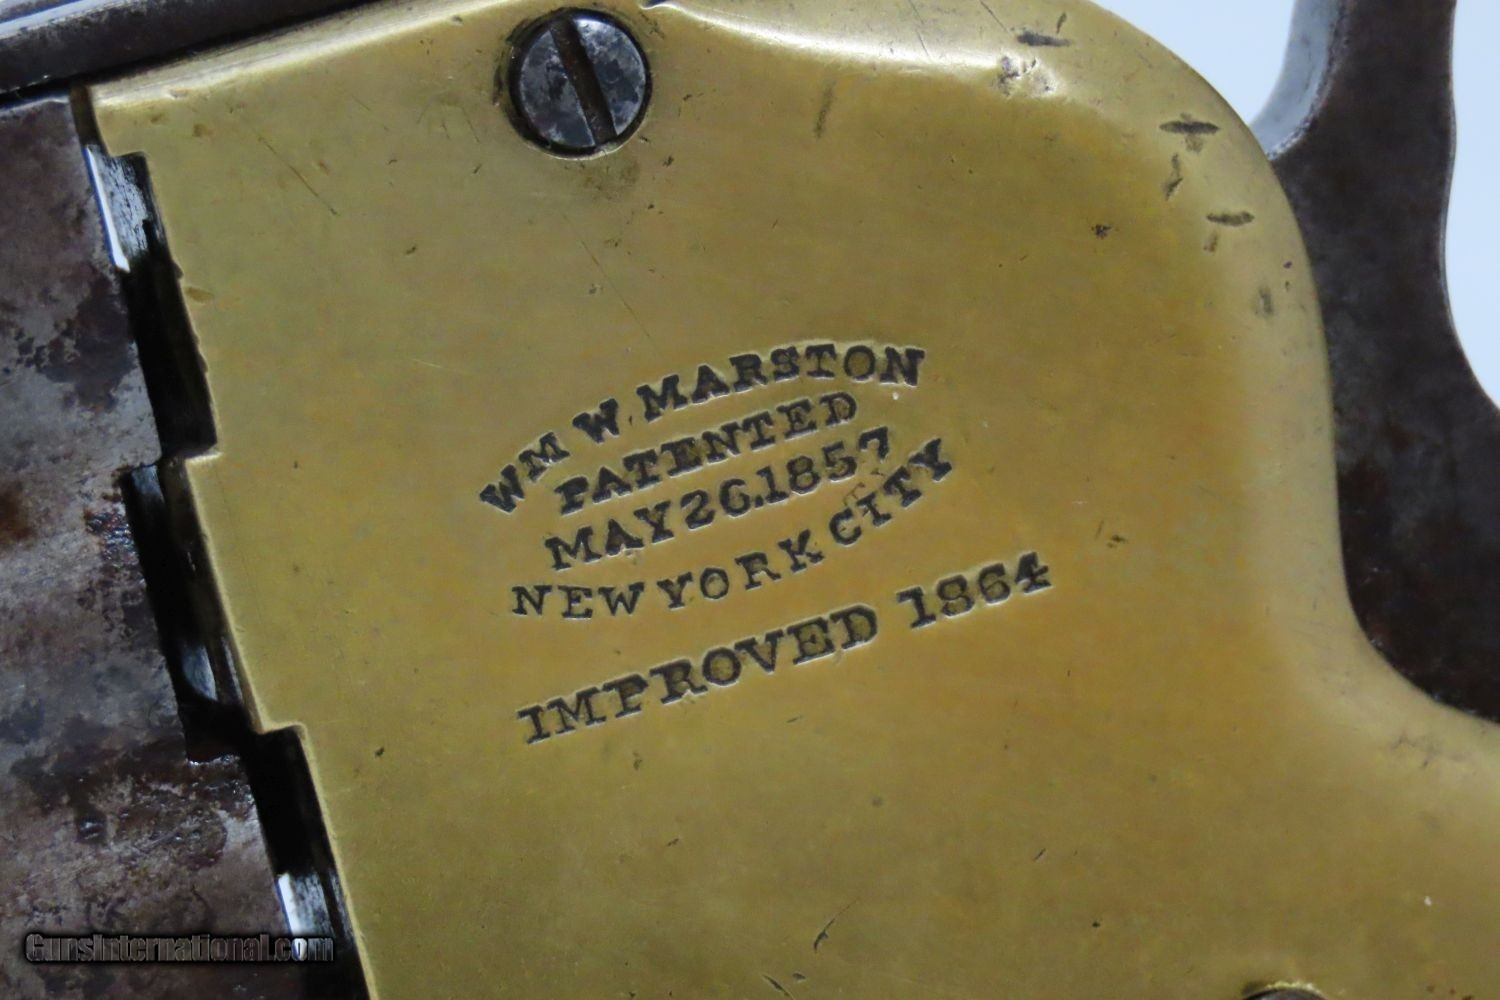 WM W. MARSTON
PATENTED
MAY 26.1857
NEW YORK CITY
IMPROVED 1864
GunsInternational.com